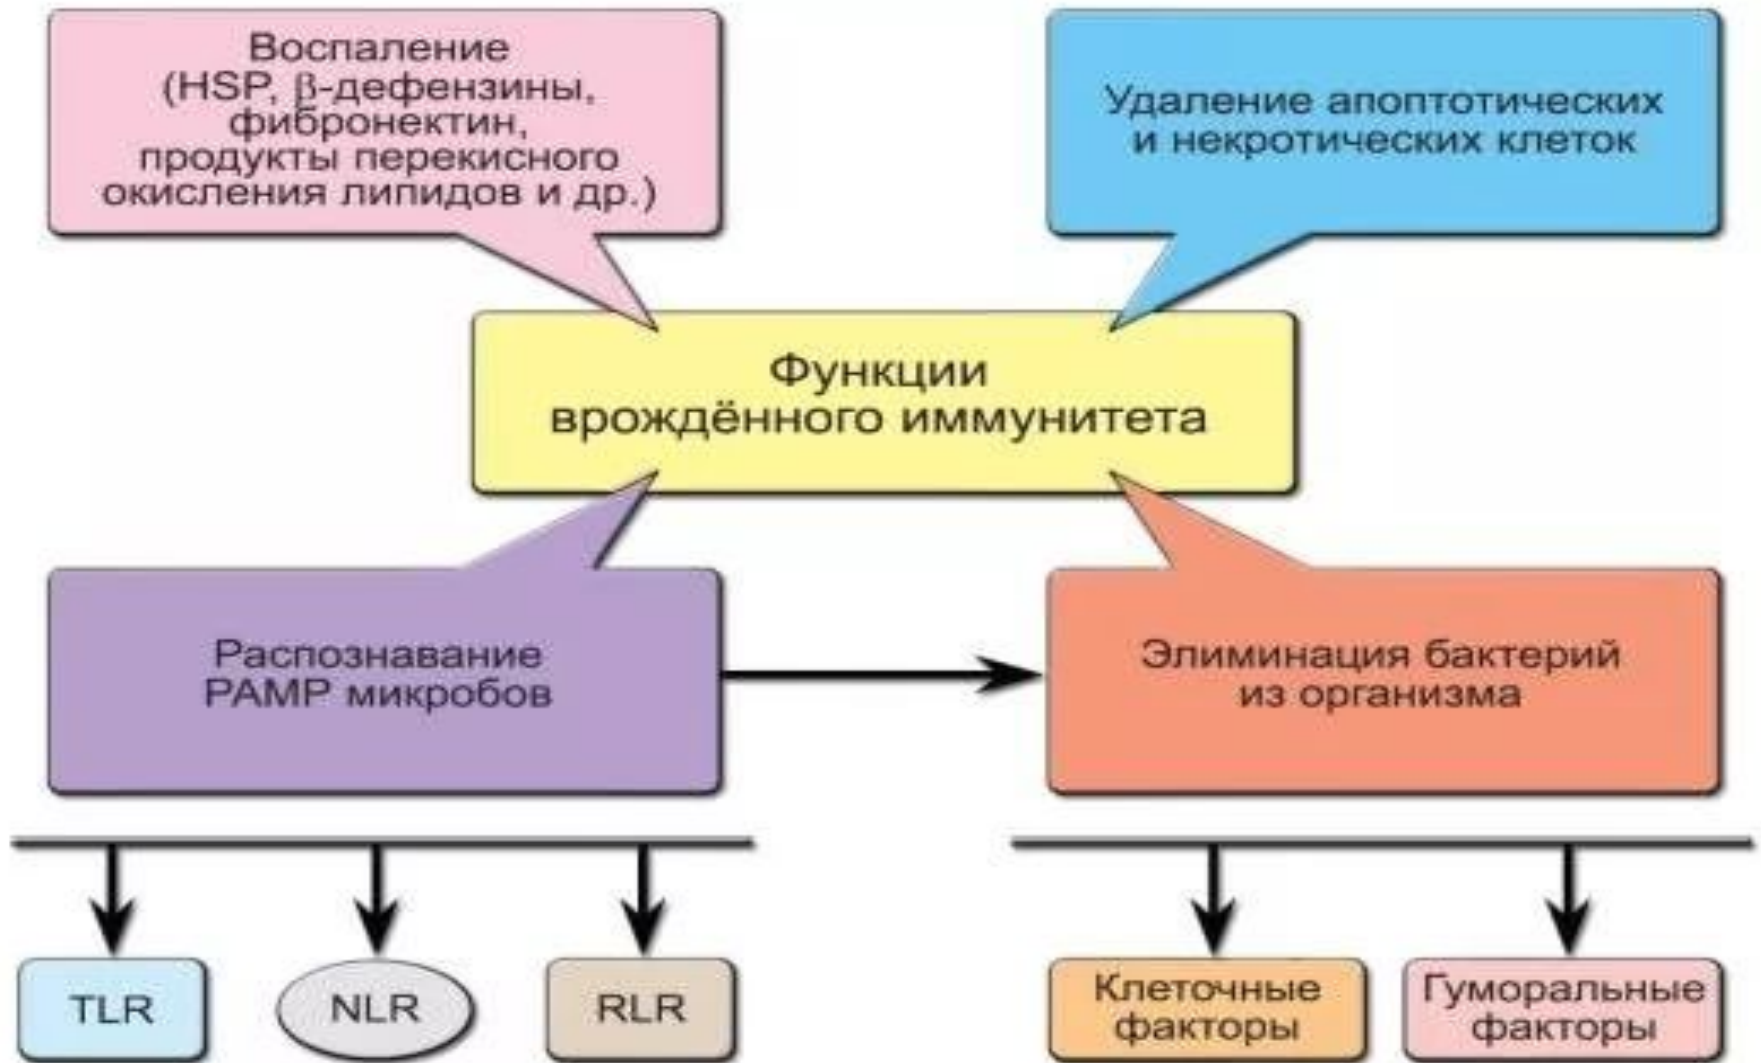 Воспаление
(HSP, β-дефензины,
фибронектин,
продукты перекисного
окисления липидов и др.)
Удаление апоптотических
и некротических клеток
Функции
врождённого иммунитета
Распознавание
PAMP микробов
Элиминация бактерий
из организма
TLR
NLR
RLR
Клеточные
факторы
Гуморальные
факторы